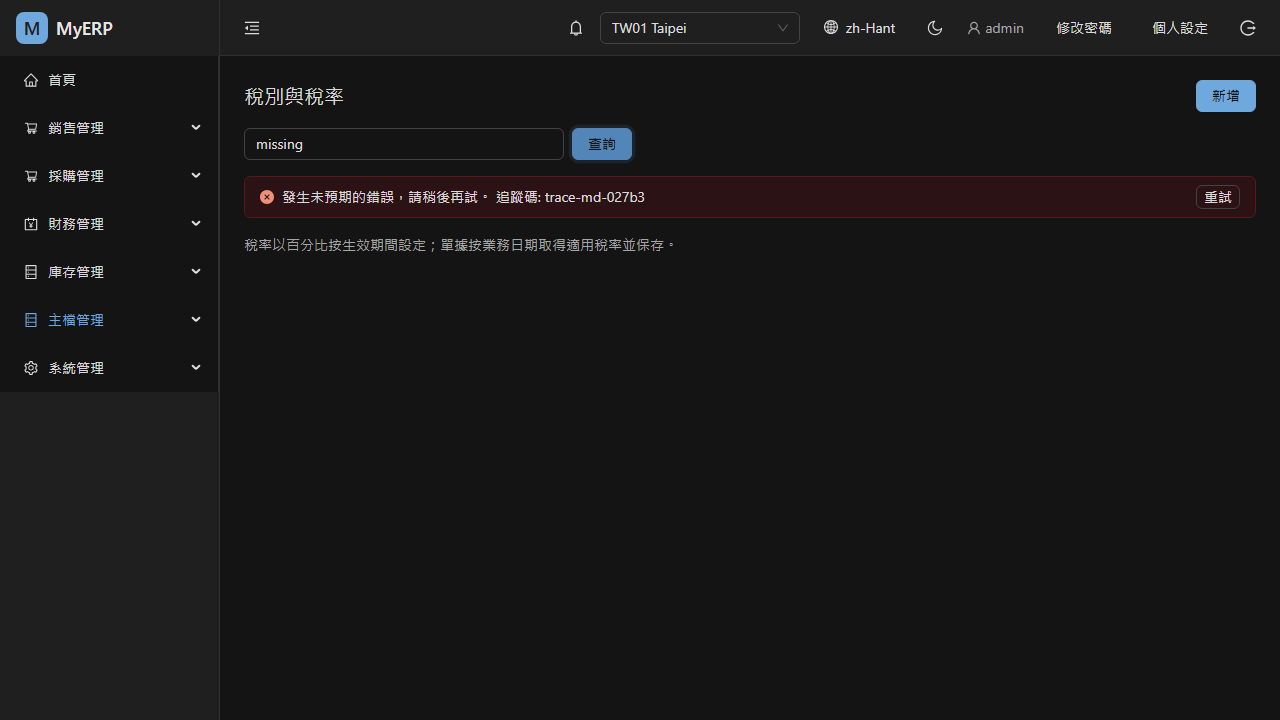 M MyERP
TW01 Taipei
zh-Hant
admin
修改密碼
個人設定
首頁
銷售管理
採購管理
財務管理
庫存管理
主檔管理
系統管理
稅別與稅率
新增
missing
查詢
發生未預期的錯誤，請稍後再試。 追蹤碼: trace-md-027b3
重試
稅率以百分比按生效期間設定；單據按業務日期取得適用稅率並保存。